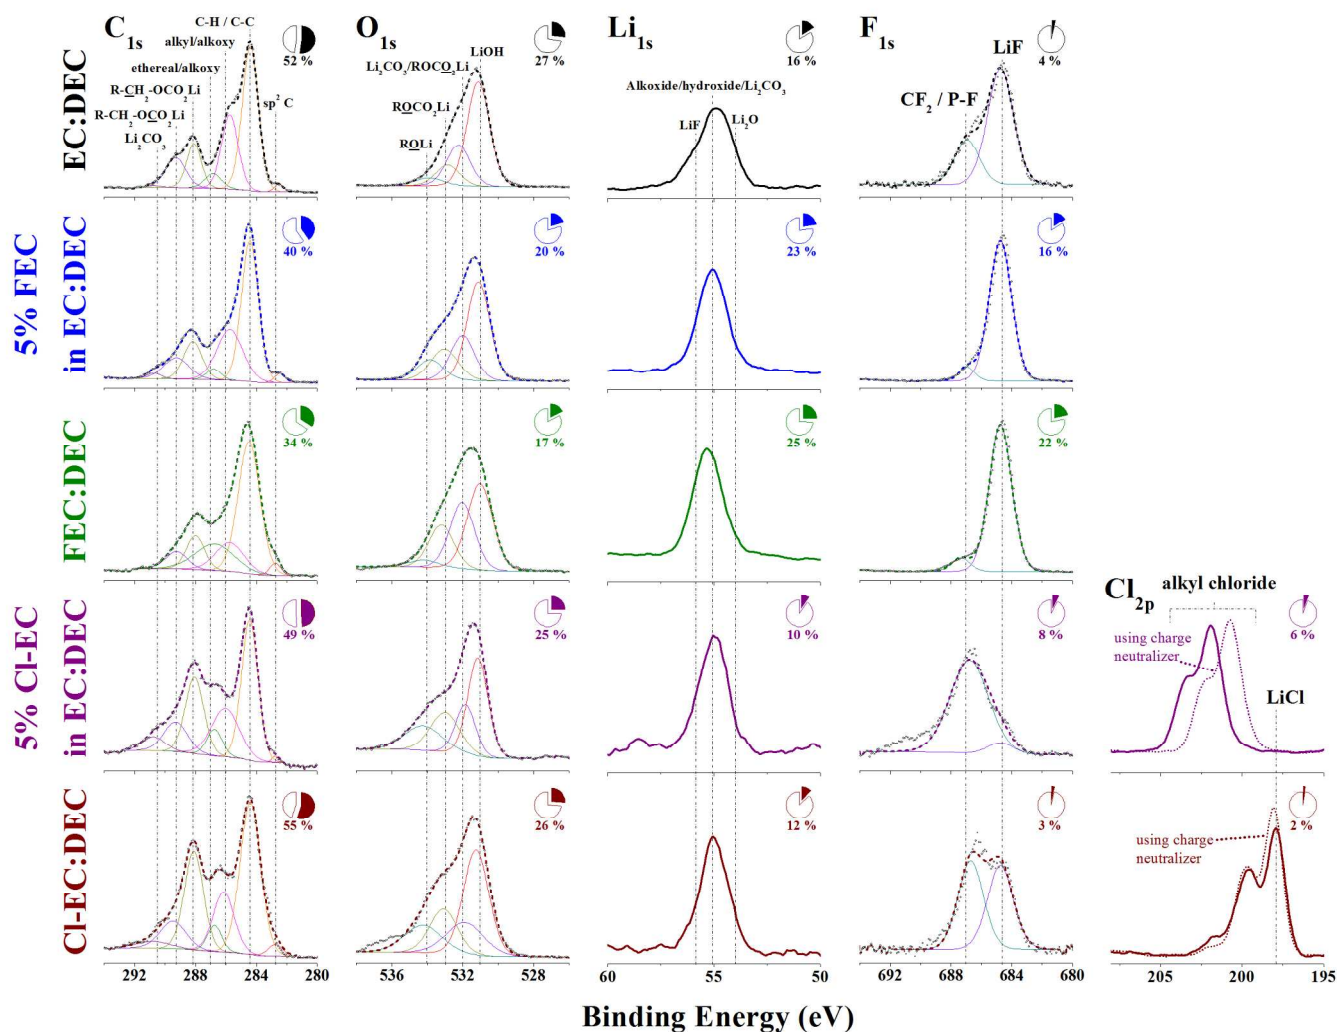 C1s
O1s
Li1s
F1s
EC:DEC
C-H / C-C
alkyl/alkoxy
ethereal/alkoxy
R-CH2-OCO2Li
R-CH2-OCO2Li
Li2CO3
sp2 C
52 %
LiOH
Li2CO3/ROCO2Li
ROCO2Li
ROLi
27 %
Alkoxide/hydroxide/Li2CO3
LiF
Li2O
16 %
LiF
CF2 / P-F
4 %
5% FEC
in EC:DEC
40 %
20 %
23 %
16 %
FEC:DEC
34 %
17 %
25 %
22 %
5% Cl-EC
in EC:DEC
49 %
25 %
10 %
8 %
Cl2p
alkyl chloride
using charge
neutralizer
LiCl
6 %
Cl-EC:DEC
55 %
26 %
12 %
3 %
using charge
neutralizer
2 %
292 288 284 280
536 532 528
60 55 50
692 688 684 680
205 200 195
Binding Energy (eV)